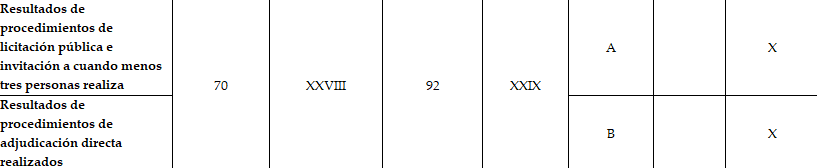 Resultados de
procedimientos de
licitación pública e
invitación a cuando menos
tres personas realiza
A
X
70
XXVIII
92
XXIX
Resultados de
procedimientos de
adjudicación directa
realizados
B
X